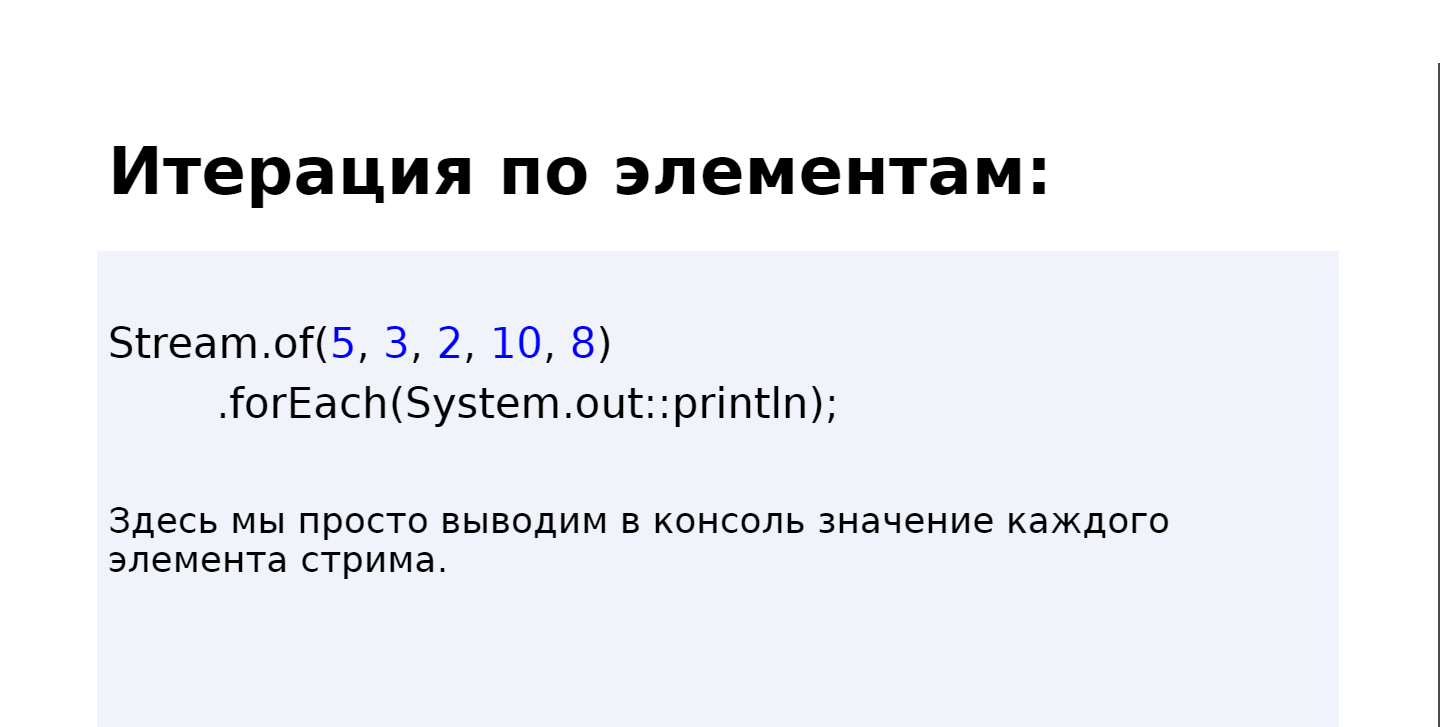 Итерация по элементам:
Stream.of(5, 3, 2, 10, 8)
.forEach(System.out::println);
Здесь мы просто выводим в консоль значение каждого
элемента стрима.